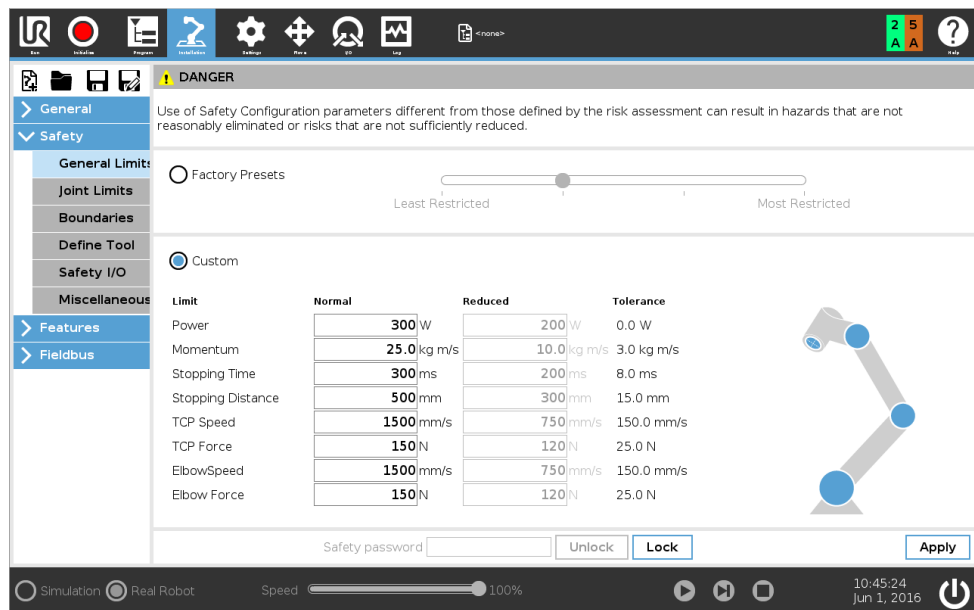 UR
<none>
2 5
A A
?
Run Initialize Program Installation Settings Move I/O Log Help
DANGER
General
Safety
General Limits
Joint Limits
Boundaries
Define Tool
Safety I/O
Miscellaneous
Features
Fieldbus
Use of Safety Configuration parameters different from those defined by the risk assessment can result in hazards that are not
reasonably eliminated or risks that are not sufficiently reduced.
Factory Presets
Least Restricted Most Restricted
Custom
Limit Normal Reduced Tolerance
Power 300 W 200 W 0.0 W
Momentum 25.0 kg m/s 10.0 kg m/s 3.0 kg m/s
Stopping Time 300 ms 200 ms 8.0 ms
Stopping Distance 500 mm 300 mm 15.0 mm
TCP Speed 1500 mm/s 750 mm/s 150.0 mm/s
TCP Force 150 N 120 N 25.0 N
ElbowSpeed 1500 mm/s 750 mm/s 150.0 mm/s
Elbow Force 150 N 120 N 25.0 N
Safety password Unlock Lock Apply
Simulation Real Robot Speed 100% 10:45:24
Jun 1, 2016